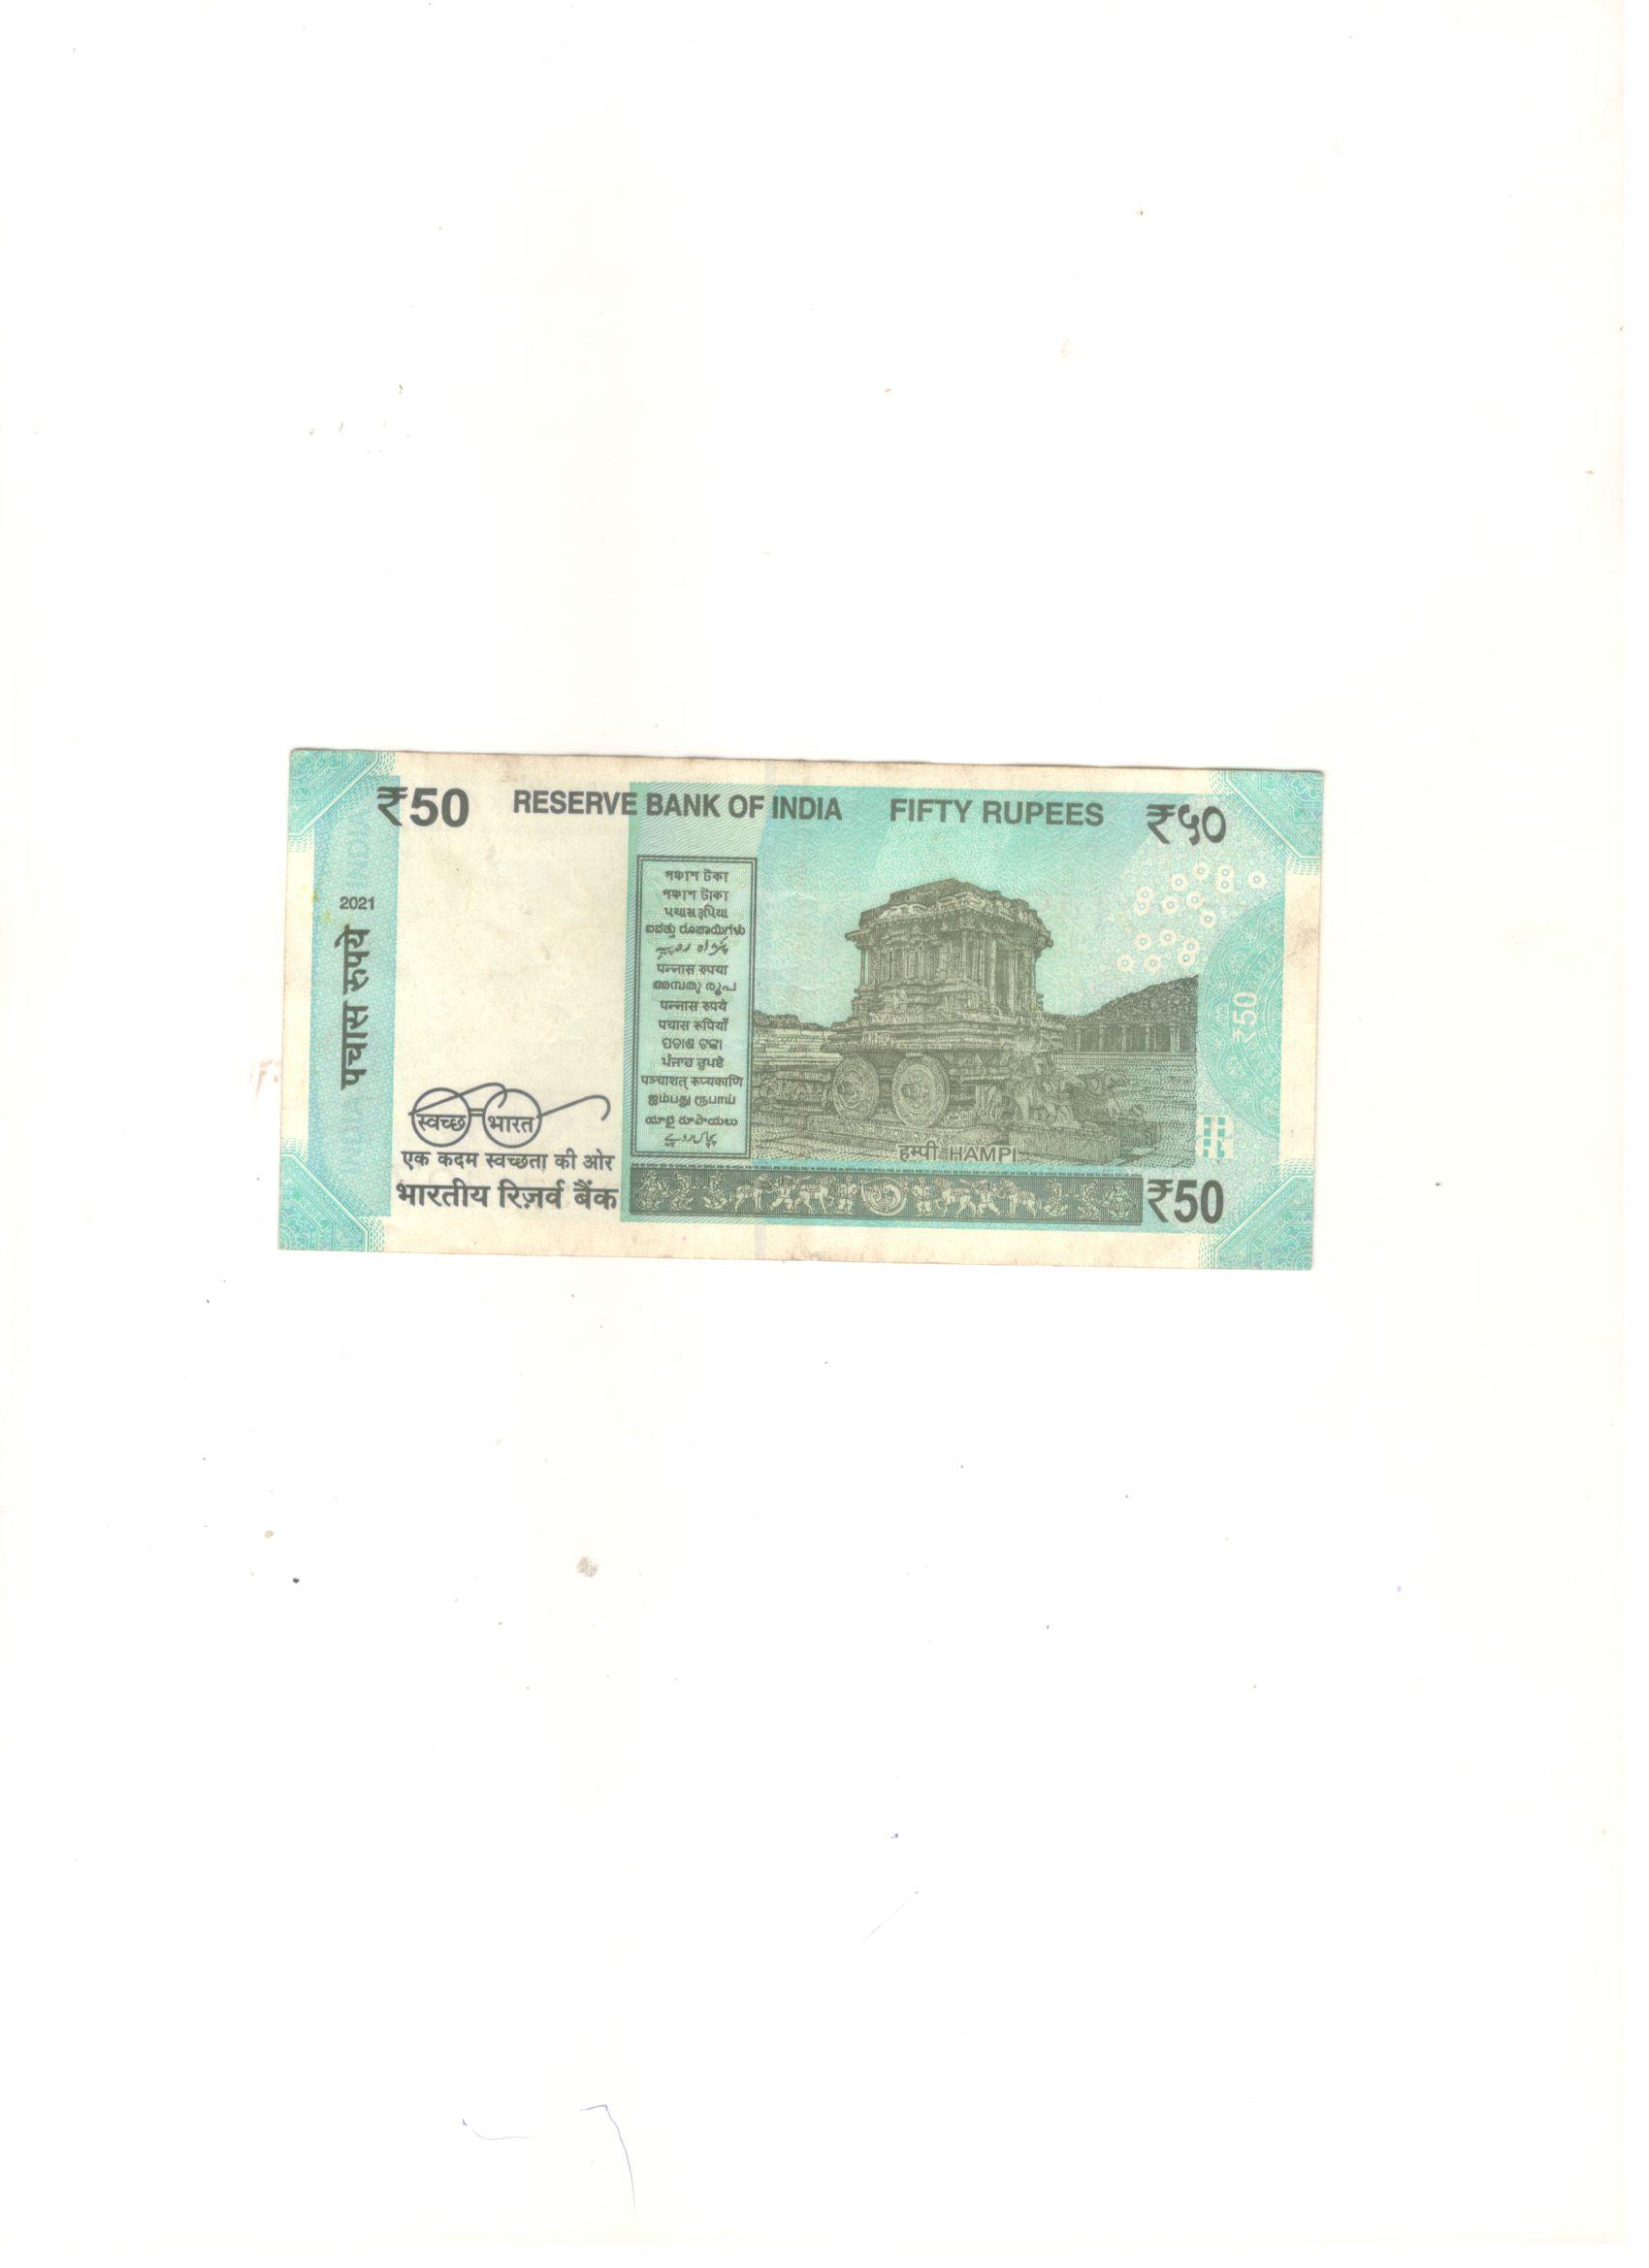 ₹50 RESERVE BANK OF INDIA FIFTY RUPEES ₹५०
2021
पचास रुपये
পঞ্চাশ টকা
পঞ্চাশ টাকা
પચાસ રૂપિયા
ಐವತ್ತು ರೂಪಾಯಿಗಳು
पन्नास रुपया
അമ്പതു രൂപ
पन्नास रुपये
पचास रुपियाँ
ପଚାଶ ଟଙ୍କା
ਪੰਜਾਹ ਰੁਪਏ
पञ्चाशत् रूप्यकाणि
ஐம்பது ரூபாய்
యాభై రూపాయలు
پچاس روپے
₹50
स्वच्छ भारत
एक कदम स्वच्छता की ओर
भारतीय रिज़र्व बैंक
हम्पी HAMPI
₹50